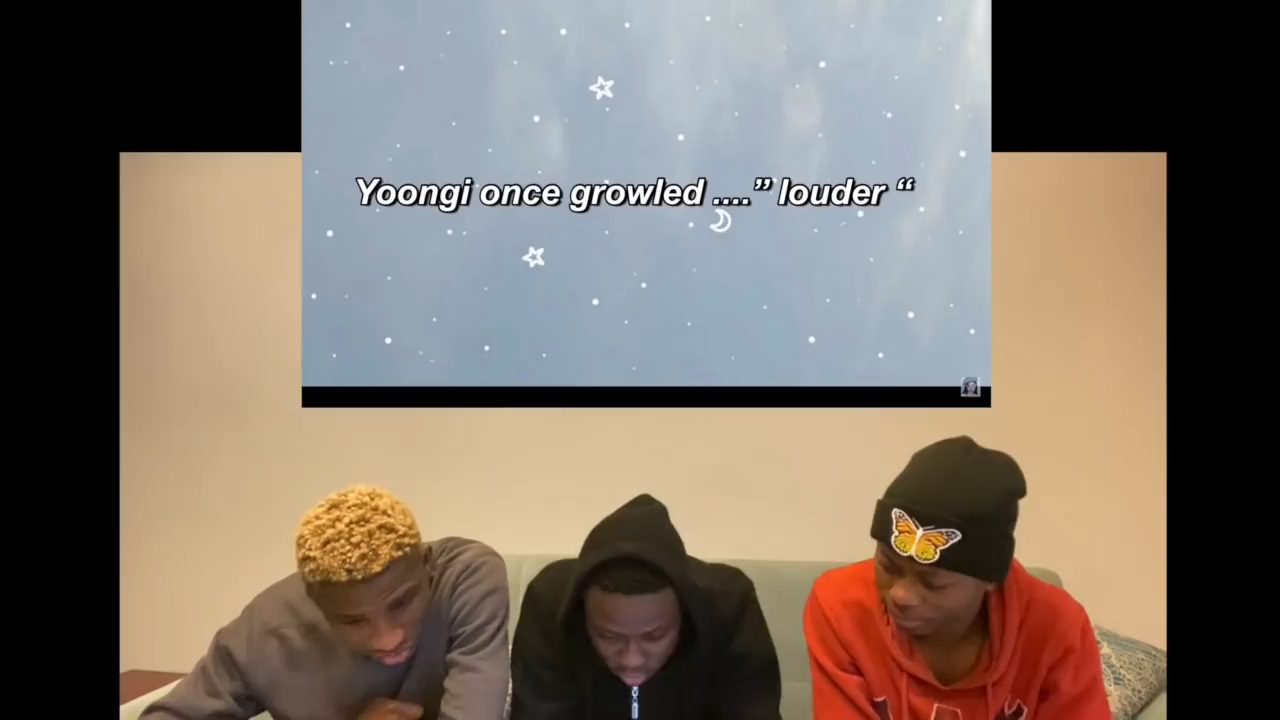 Yoongi once growled ....” louder “